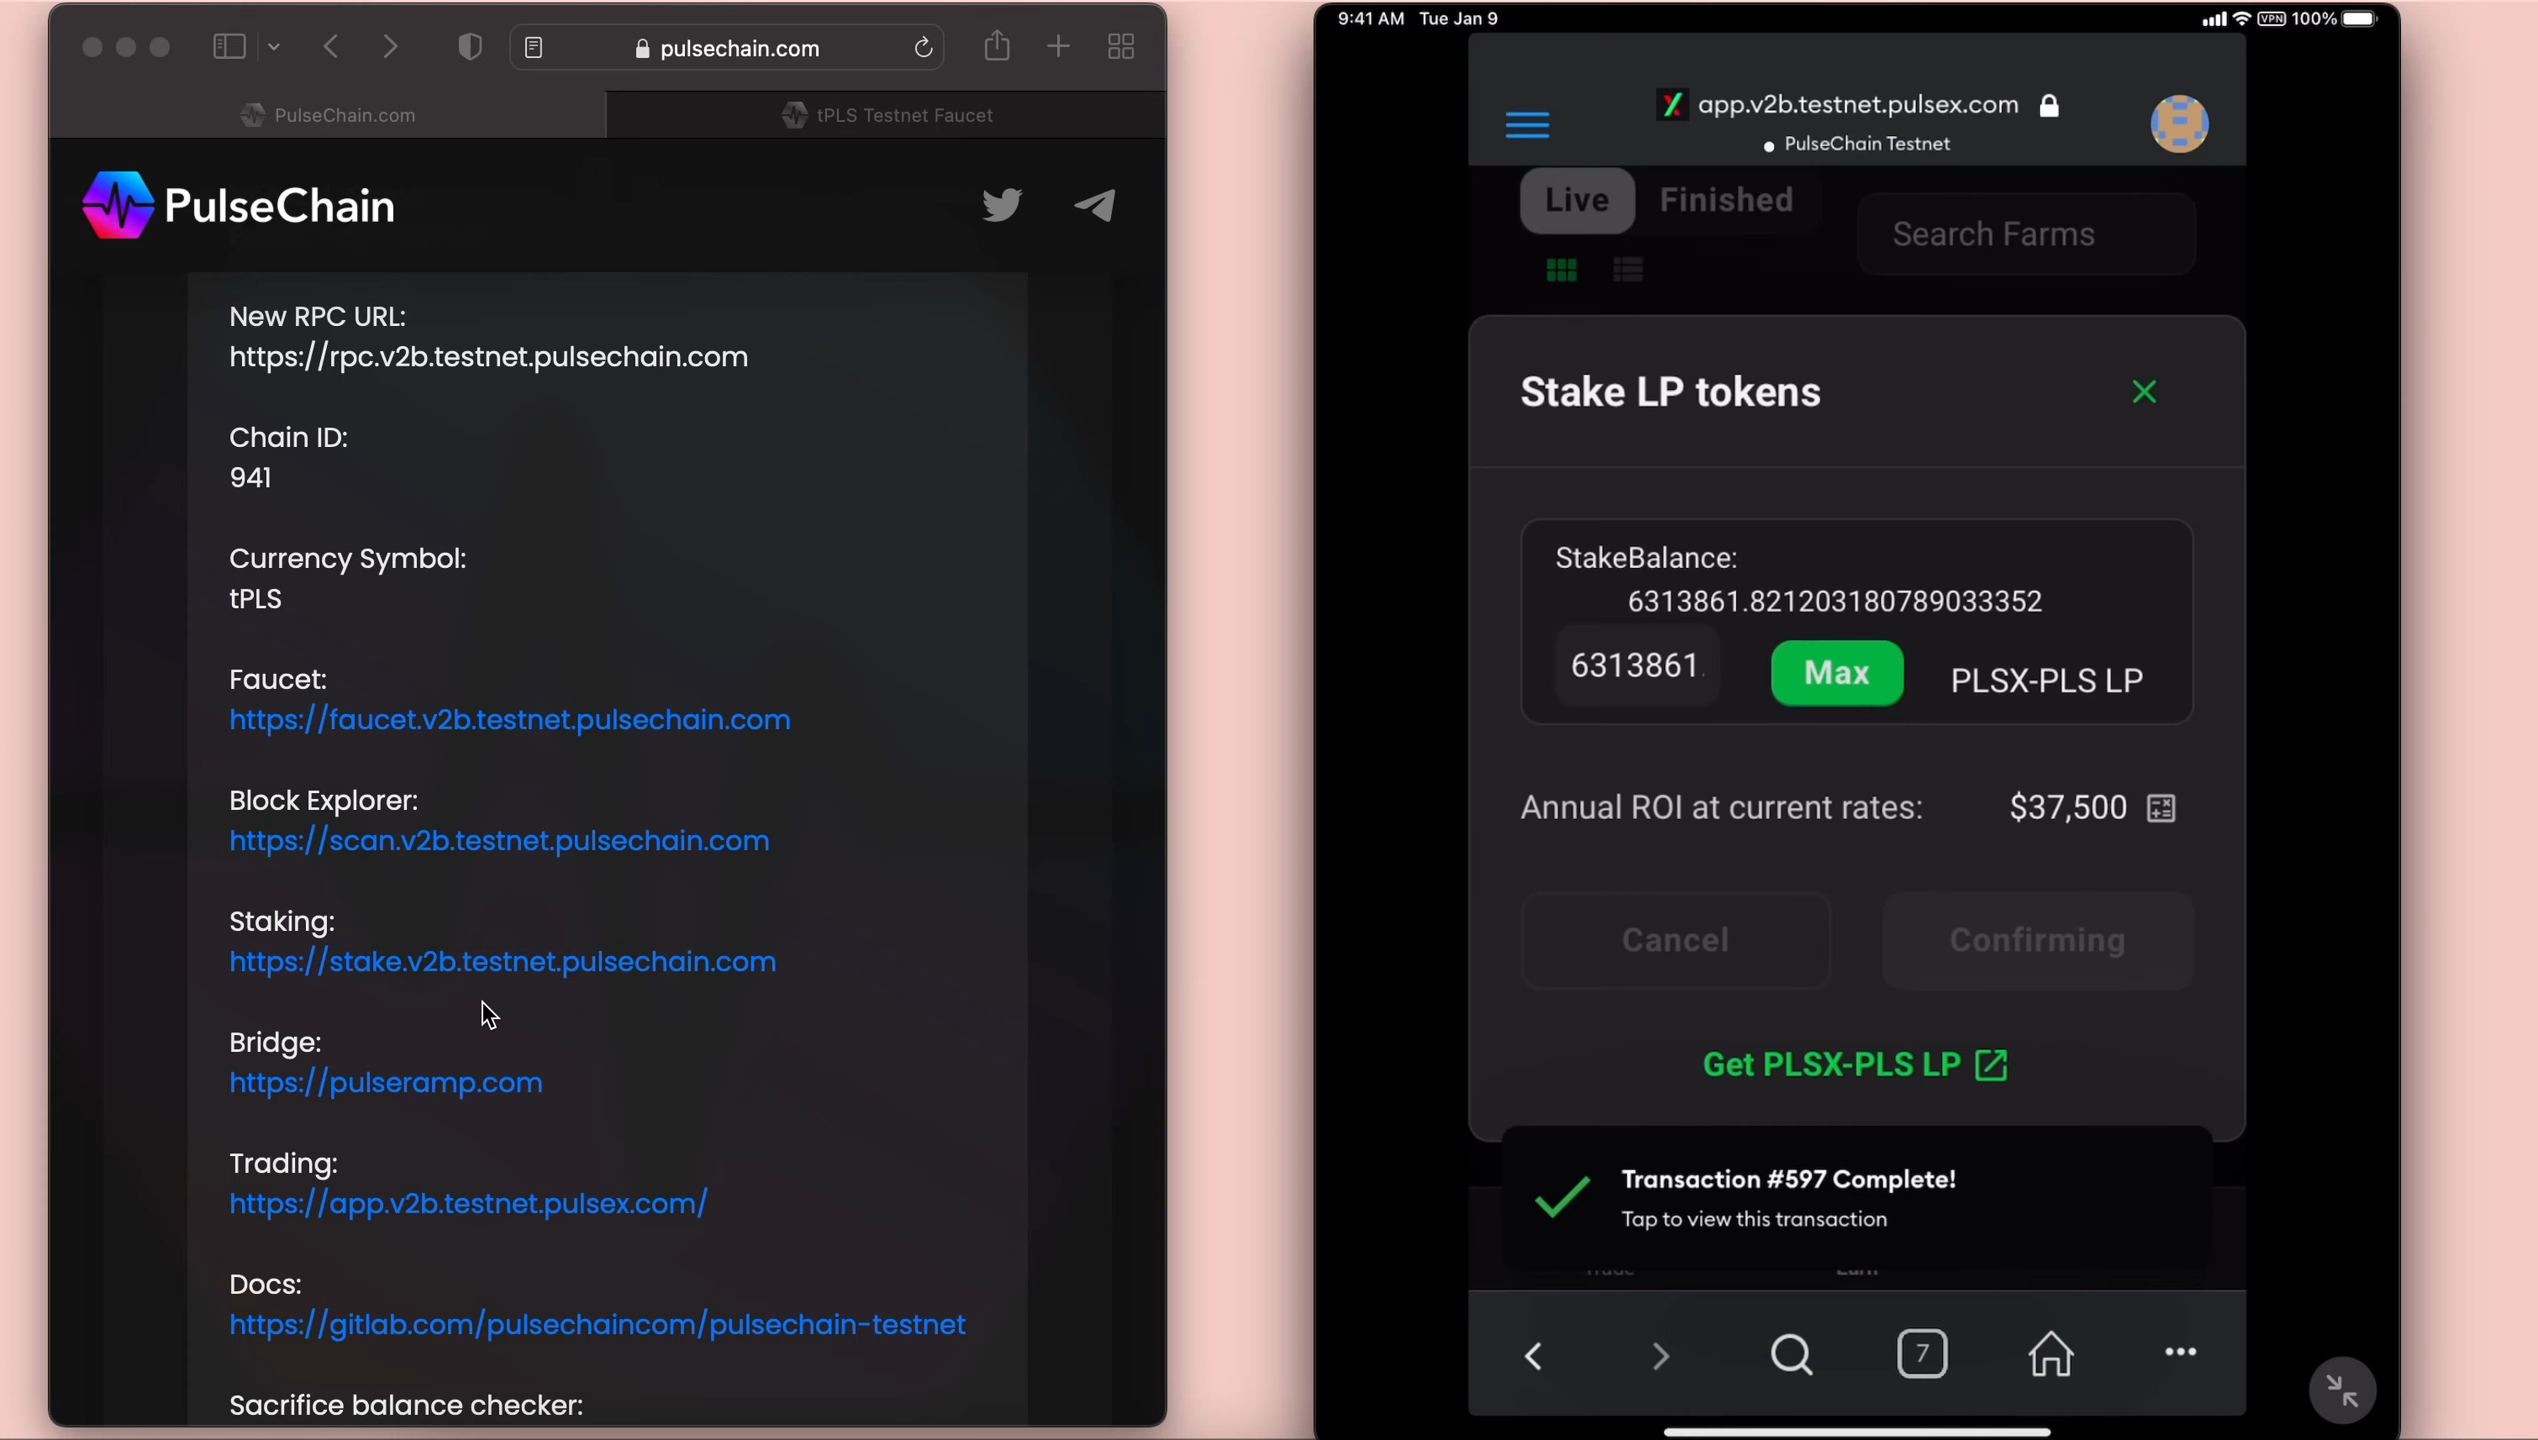 pulsechain.com
PulseChain.com
tPLS Testnet Faucet
PulseChain
New RPC URL:
https://rpc.v2b.testnet.pulsechain.com
Chain ID:
941
Currency Symbol:
tPLS
Faucet:
https://faucet.v2b.testnet.pulsechain.com
Block Explorer:
https://scan.v2b.testnet.pulsechain.com
Staking:
https://stake.v2b.testnet.pulsechain.com
Bridge:
https://pulseramp.com
Trading:
https://app.v2b.testnet.pulsex.com/
Docs:
https://gitlab.com/pulsechaincom/pulsechain-testnet
Sacrifice balance checker:
9:41 AM Tue Jan 9
VPN 100%
app.v2b.testnet.pulsex.com
PulseChain Testnet
Live Finished
Search Farms
Stake LP tokens
StakeBalance:
6313861.821203180789033352
6313861. Max PLSX-PLS LP
Annual ROI at current rates: $37,500
Cancel Confirming
Get PLSX-PLS LP
Transaction #597 Complete!
Tap to view this transaction
7